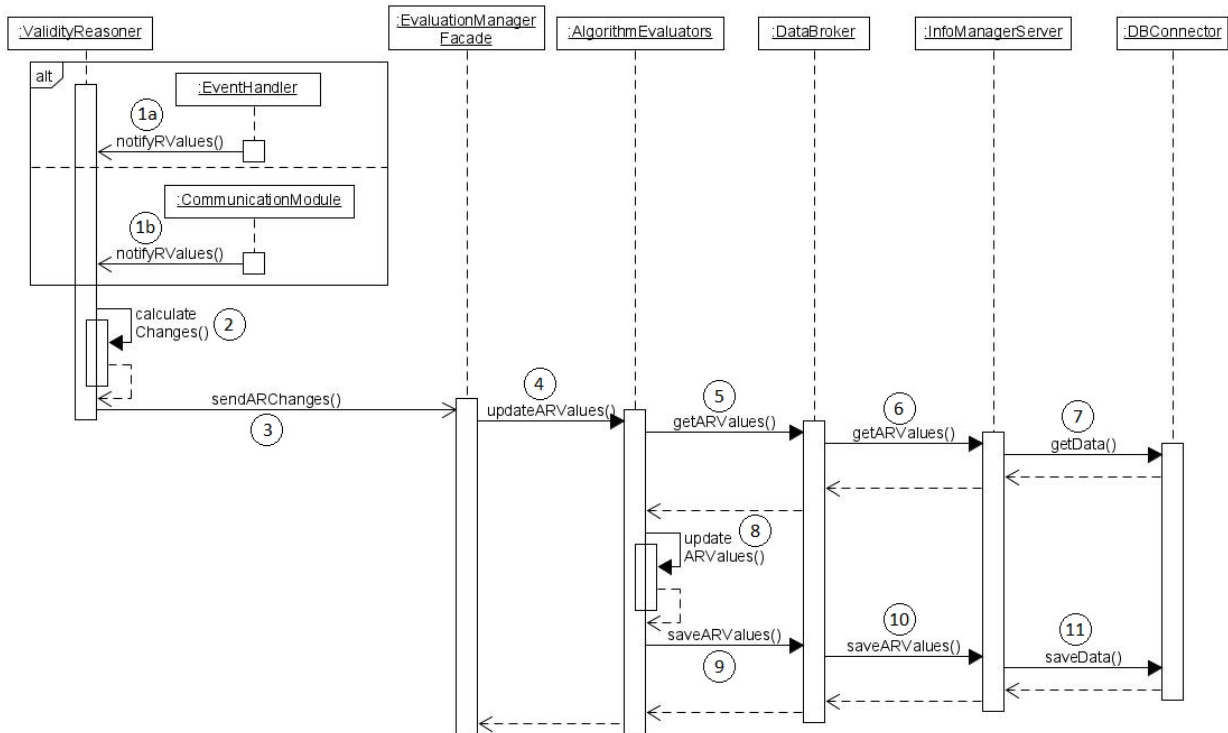 :ValidityReasoner
:EvaluationManager
Facade
:AlgorithmEvaluators
:DataBroker
:InfoManagerServer
:DBConnector
alt
:EventHandler
1a
notifyRValues()
:CommunicationModule
1b
notifyRValues()
calculate
Changes()
2
sendARChanges()
3
4
updateARValues()
5
getARValues()
6
getARValues()
7
getData()
8
update
ARValues()
saveARValues()
9
10
saveARValues()
11
saveData()